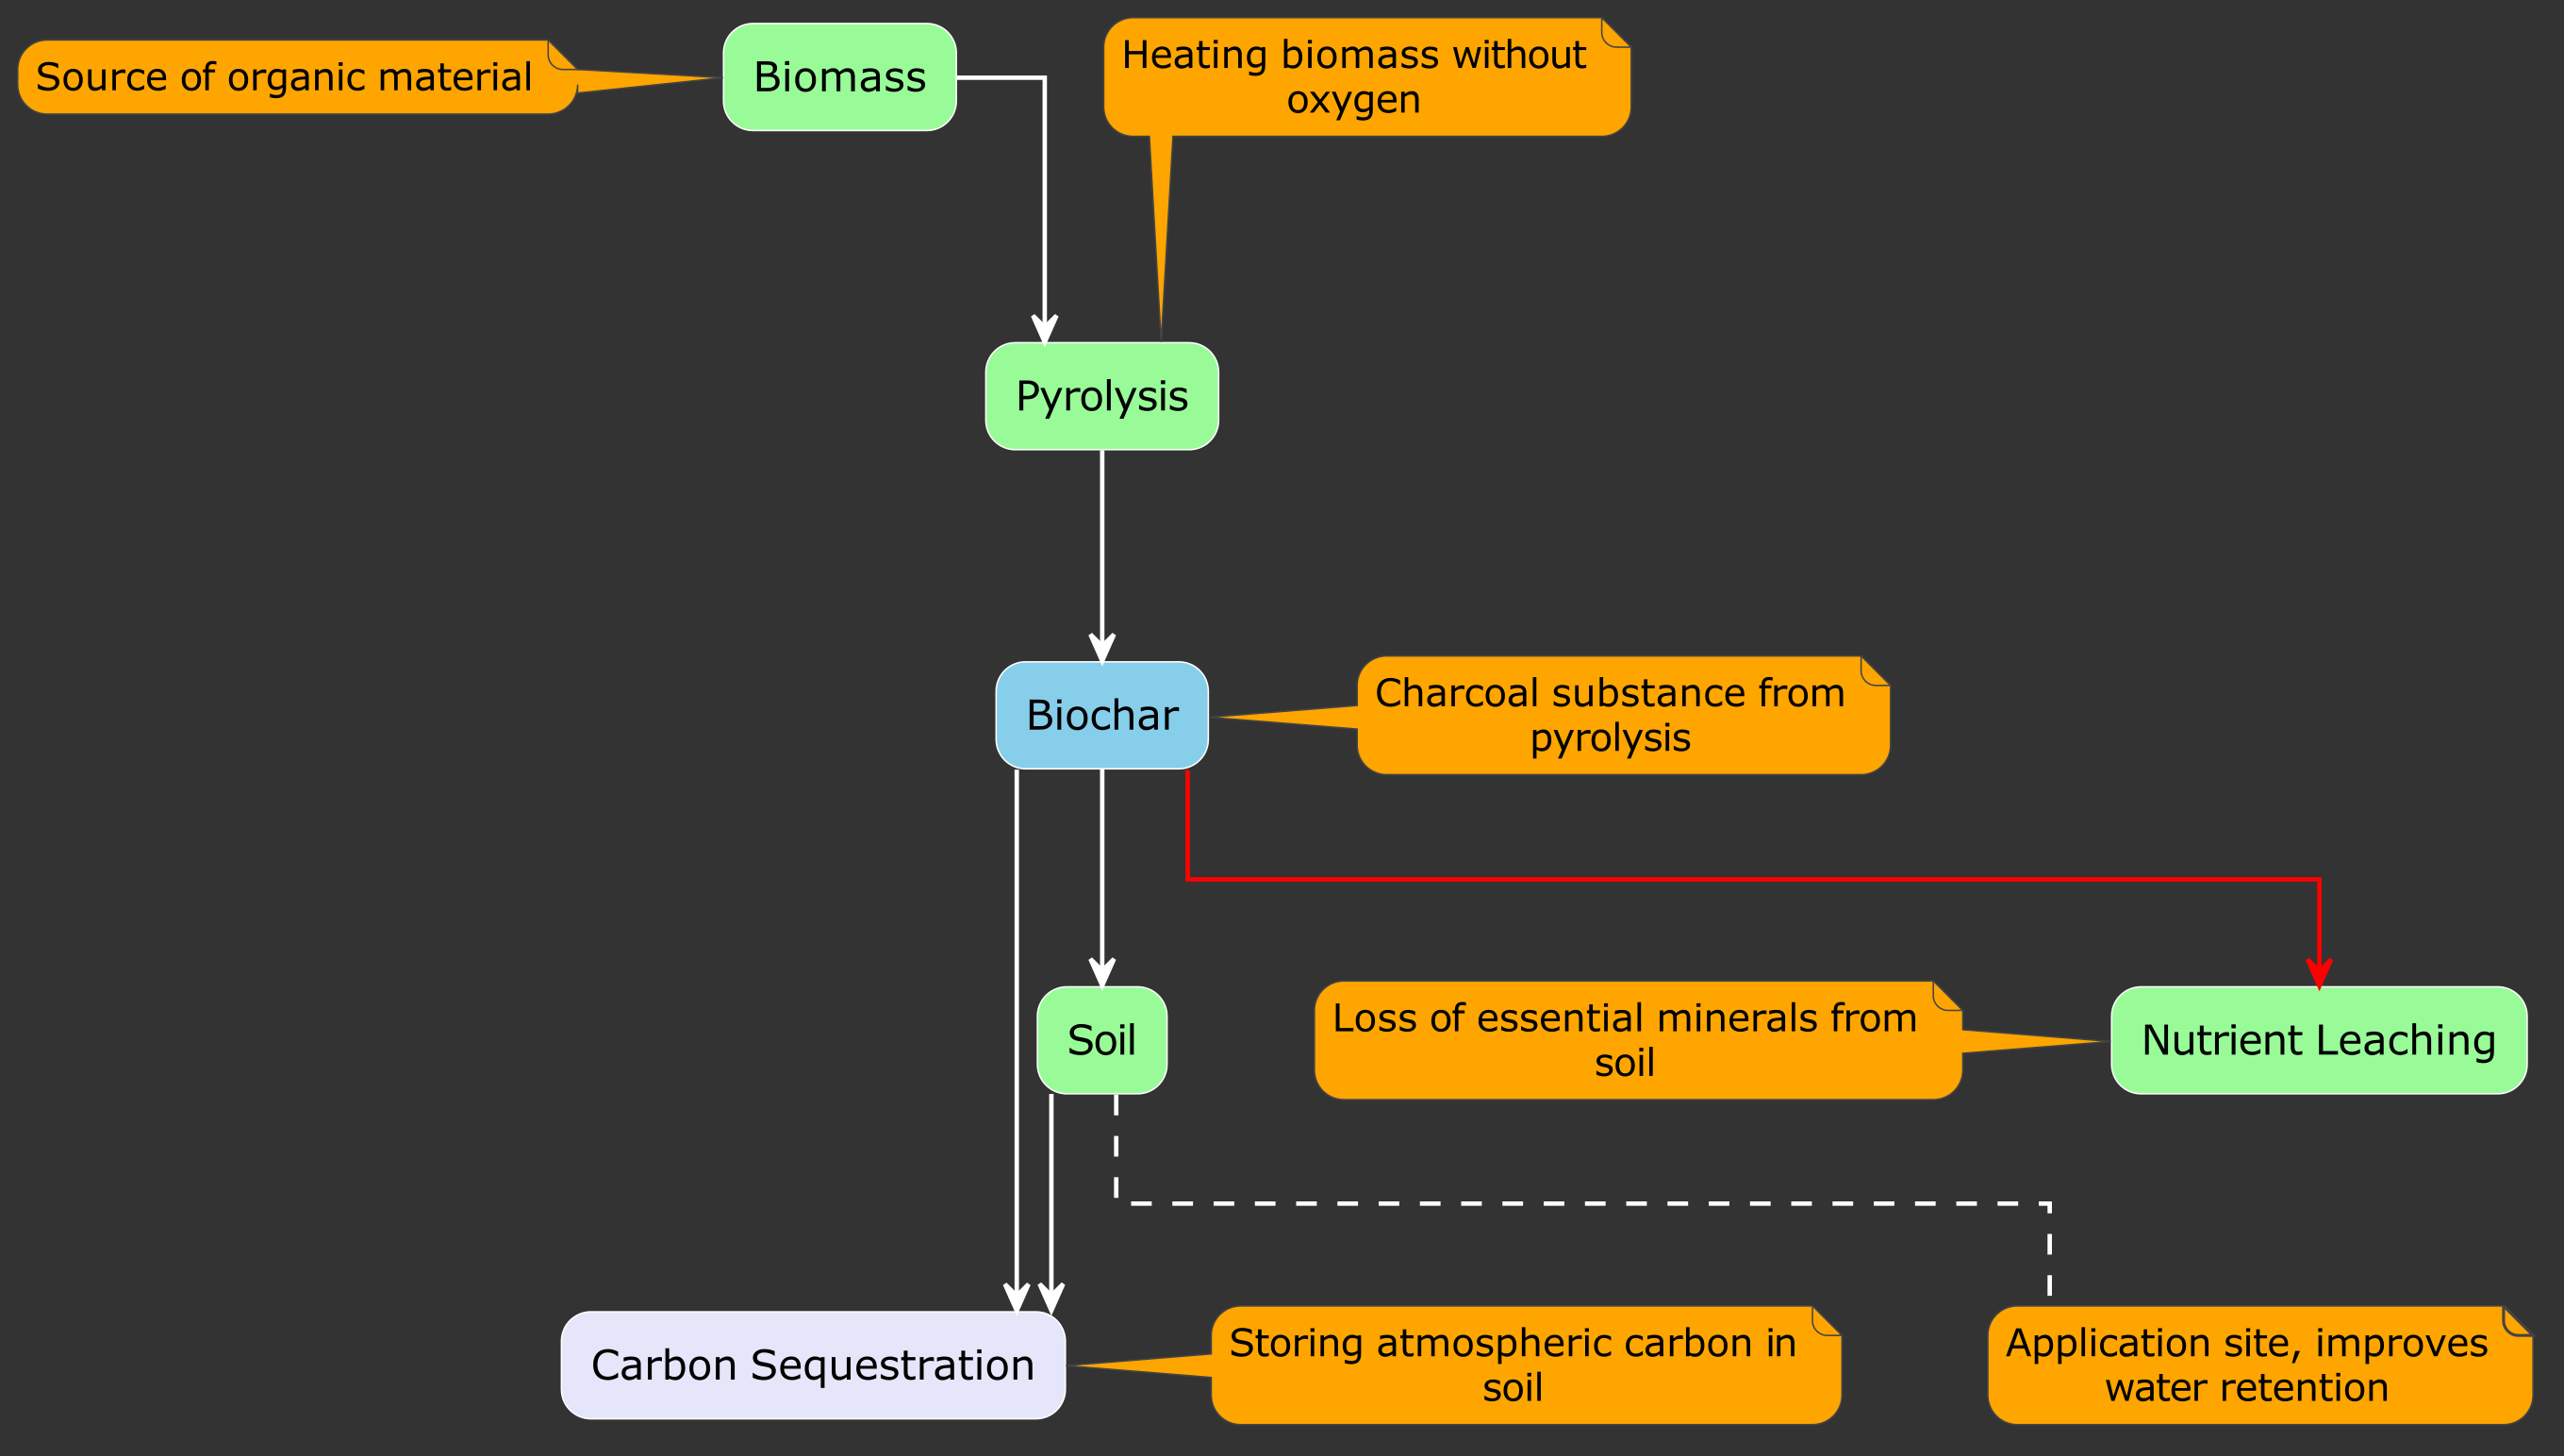 Source of organic material
Biomass
Heating biomass without
oxygen
Pyrolysis
Biochar
Charcoal substance from
pyrolysis
Soil
Loss of essential minerals from
soil
Nutrient Leaching
Carbon Sequestration
Storing atmospheric carbon in
soil
Application site, improves
water retention